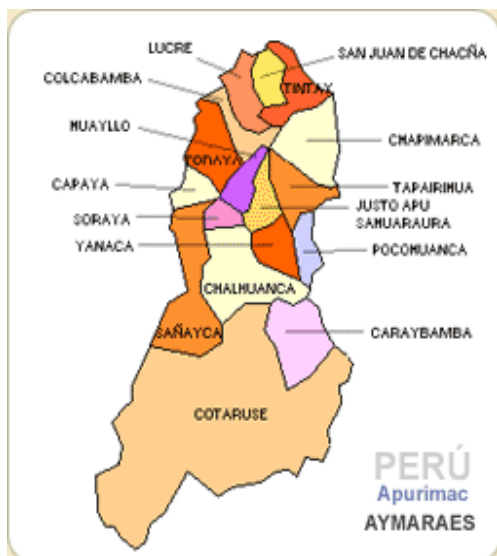 LUCRE
SAN JUAN DE CHACÑA
COLCABAMBA
TINTAY
HUAYLLO
CHAPIMARCA
TORAYA
CAPAYA
TAPAIRIHUA
JUSTO APU
SAHUARAURA
SORAYA
YANACA
POCOHUANCA
CHALHUANCA
SAÑAYCA
CARAYBAMBA
COTARUSE
PERÚ
Apurimac
AYMARAES